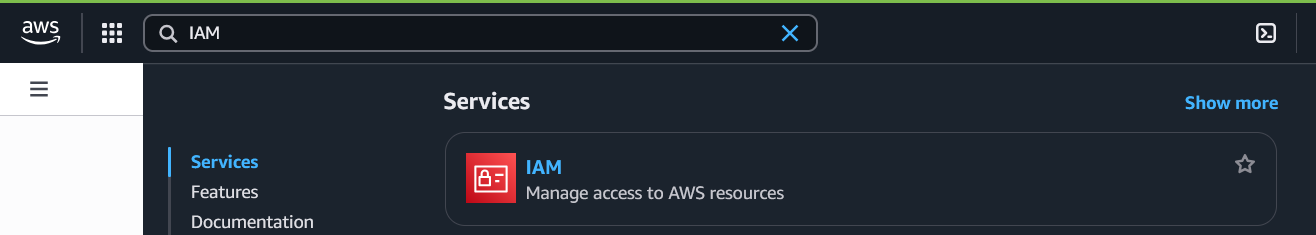 aws
IAM
Services
Show more
Services
Features
Documentation
IAM
Manage access to AWS resources